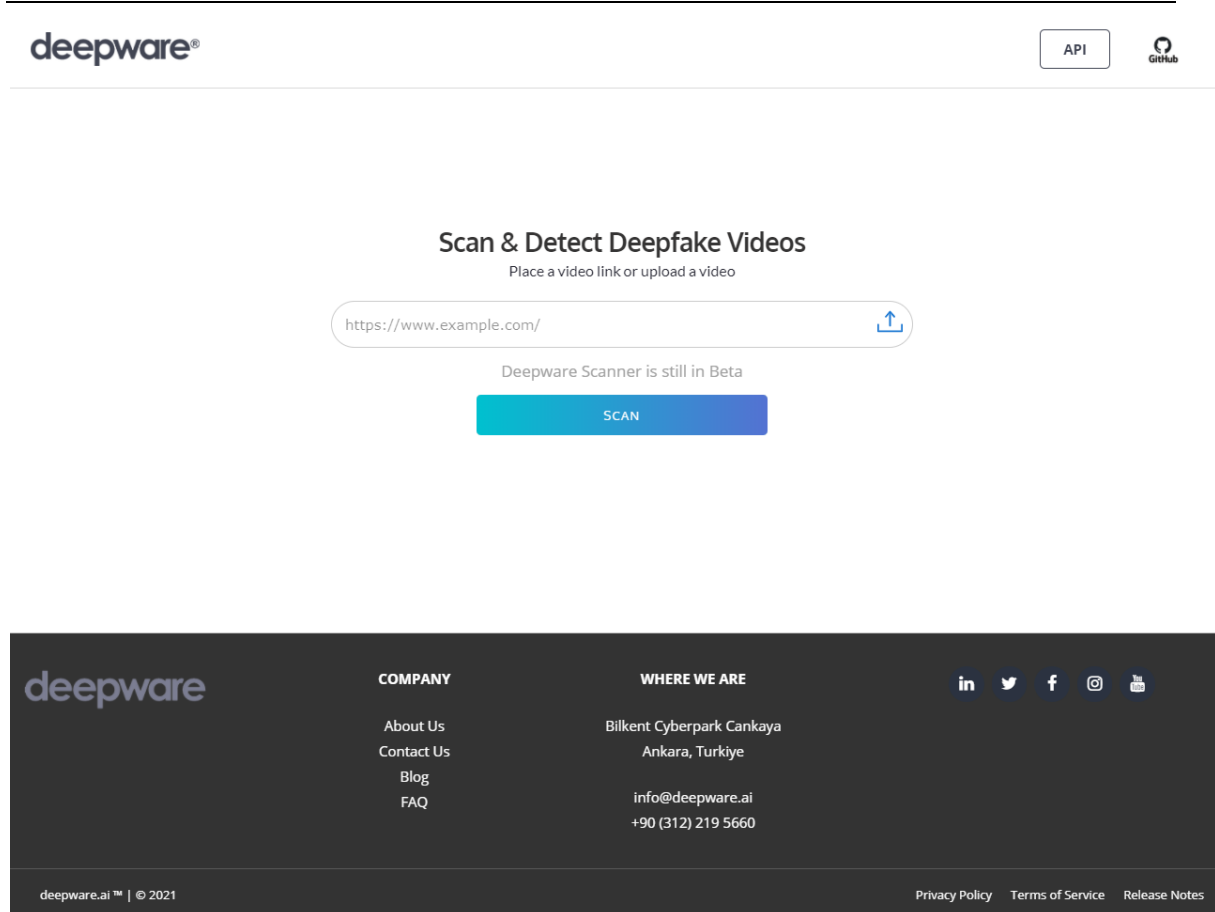 deepware®
API
GitHub
Scan & Detect Deepfake Videos
Place a video link or upload a video
https://www.example.com/
Deepware Scanner is still in Beta
SCAN
deepware
COMPANY
About Us
Contact Us
Blog
FAQ
WHERE WE ARE
Bilkent Cyberpark Cankaya
Ankara, Turkiye
info@deepware.ai
+90 (312) 219 5660
in
f
You Tube
deepware.ai ™ | © 2021
Privacy Policy Terms of Service Release Notes